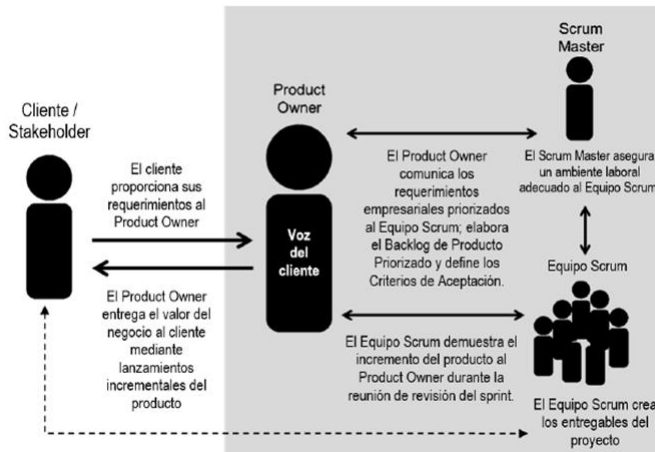 Cliente /
Stakeholder
El cliente
proporciona sus
requerimientos al
Product Owner
El Product Owner
entrega el valor del
negocio al cliente
mediante
lanzamientos
incrementales del
producto
Product
Owner
Voz
del
cliente
El Product Owner
comunica los
requerimientos
empresariales priorizados
al Equipo Scrum; elabora
el Backlog de Producto
Priorizado y define los
Criterios de Aceptación.
El Equipo Scrum demuestra el
incremento del producto al
Product Owner durante la
reunión de revisión del sprint.
Scrum
Master
El Scrum Master asegura
un ambiente laboral
adecuado al Equipo Scrum
Equipo Scrum
El Equipo Scrum crea
los entregables del
proyecto